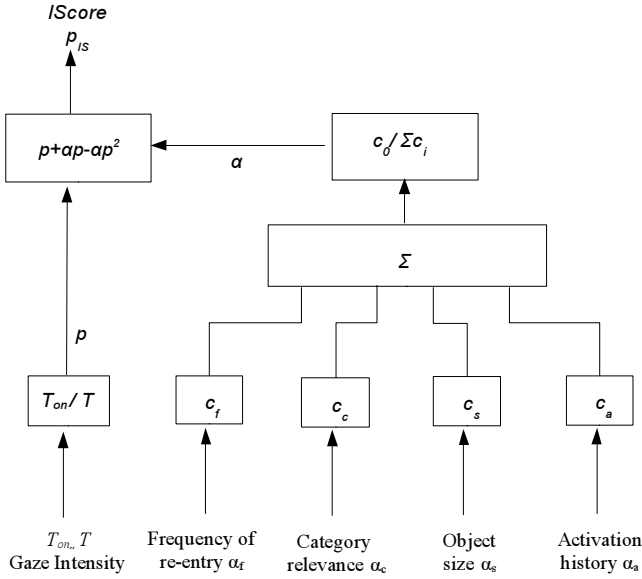 IScore
p_IS
p+αp-αp²
α
c_0/Σc_i
Σ
p
T_on/ T
c_f
c_c
c_s
c_a
T_on,, T
Gaze Intensity
Frequency of
re-entry α_f
Category
relevance α_c
Object
size α_s
Activation
history α_a